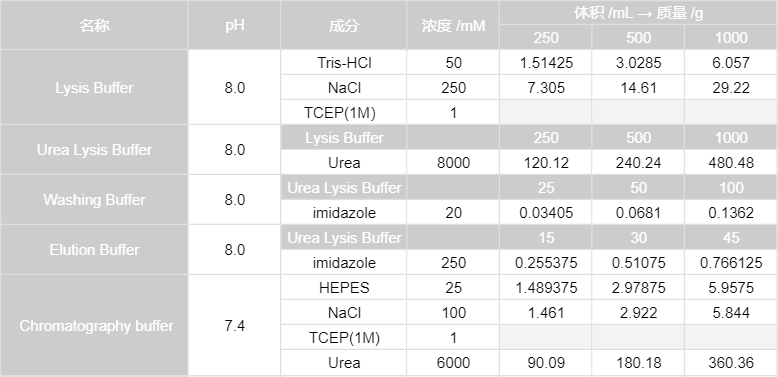 名称 pH 成分 浓度 /mM 体积 /mL → 质量 /g
250 500 1000
Lysis Buffer 8.0 Tris-HCl 50 1.51425 3.0285 6.057
NaCl 250 7.305 14.61 29.22
TCEP(1M) 1
Urea Lysis Buffer 8.0 Lysis Buffer 250 500 1000
Urea 8000 120.12 240.24 480.48
Washing Buffer 8.0 Urea Lysis Buffer 25 50 100
imidazole 20 0.03405 0.0681 0.1362
Elution Buffer 8.0 Urea Lysis Buffer 15 30 45
imidazole 250 0.255375 0.51075 0.766125
Chromatography buffer 7.4 HEPES 25 1.489375 2.97875 5.9575
NaCl 100 1.461 2.922 5.844
TCEP(1M) 1
Urea 6000 90.09 180.18 360.36